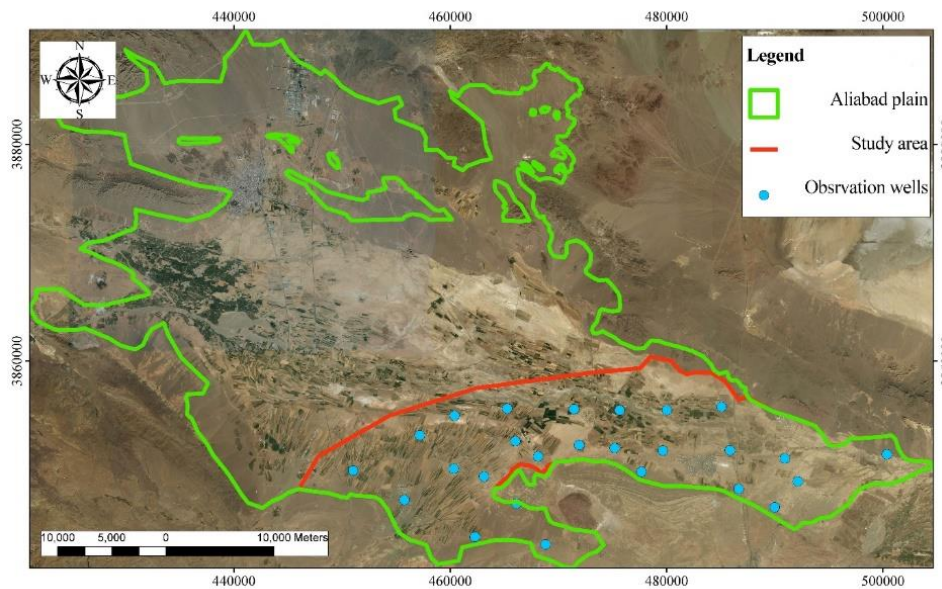 440000 460000 480000 500000
N
W E
S
Legend
Aliabad plain
Study area
Obsrvation wells
3880000
3860000
10,000 5,000 0 10,000 Meters
440000 460000 480000 500000